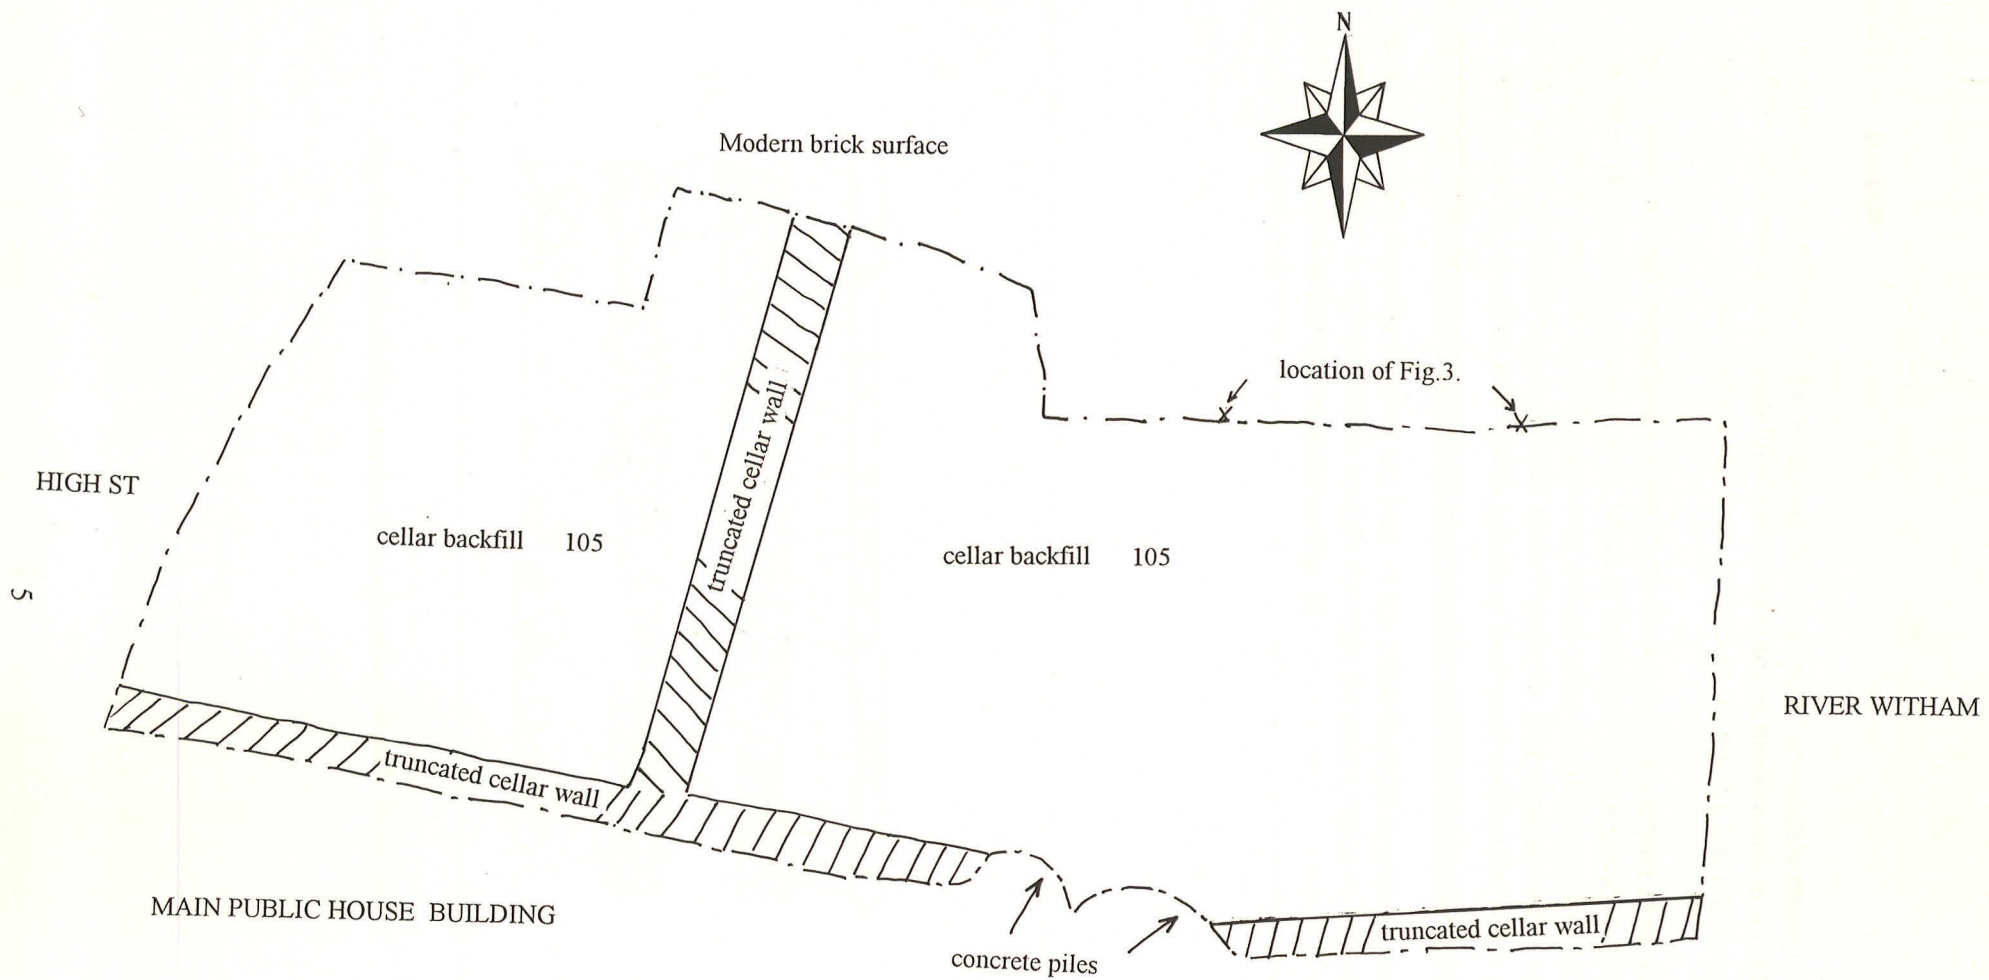 N
Modern brick surface
location of Fig.3.
HIGH ST
truncated cellar wall
cellar backfill 105
cellar backfill 105
5
RIVER WITHAM
truncated cellar wall
MAIN PUBLIC HOUSE BUILDING
truncated cellar wall
concrete piles